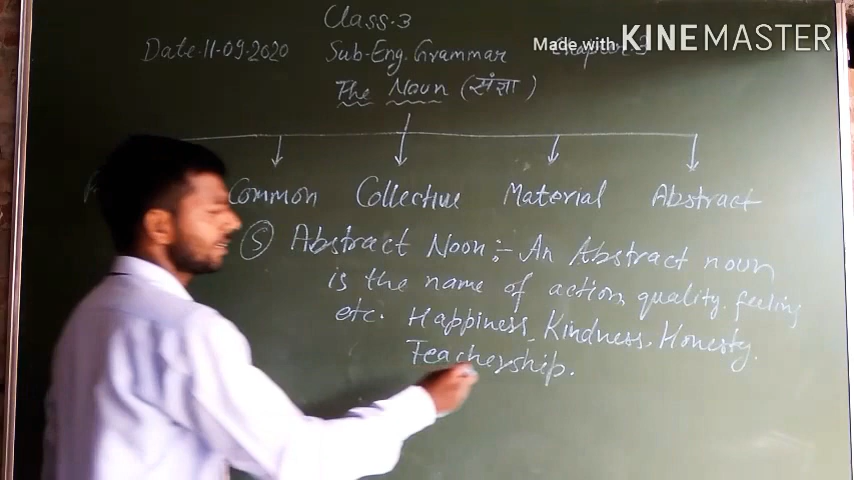 Class-3
Date-11-09-2020 Sub-Eng. Grammar
Made with KINEMASTER
The Noun (संज्ञा)
Common Collective Material Abstract
(5) Abstract Noun :- An Abstract noun
is the name of action, quality, feeling
etc. Happiness, Kindness, Honesty.
Teachership.